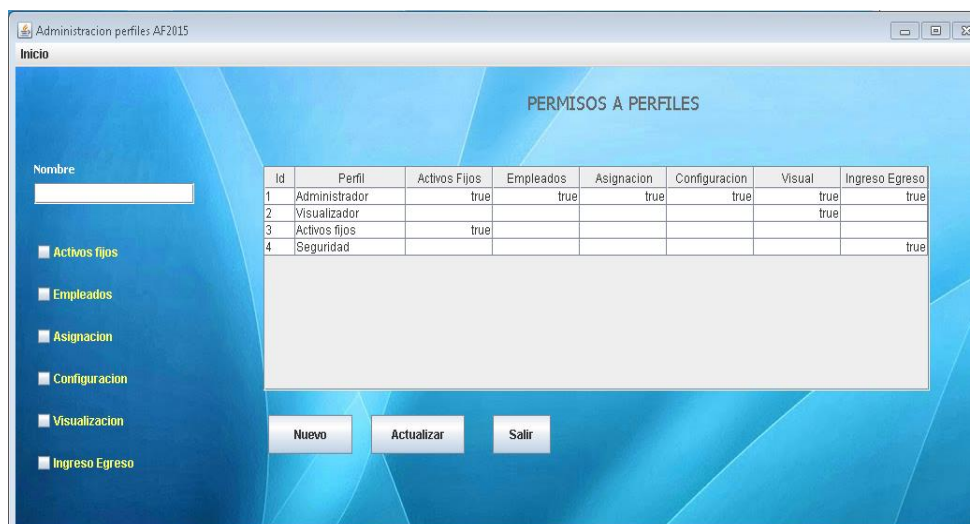 Administracion perfiles AF2015
Inicio
PERMISOS A PERFILES
Nombre
Id Perfil Activos Fijos Empleados Asignacion Configuracion Visual Ingreso Egreso
1 Administrador true true true true true true
2 Visualizador true
3 Activos fijos true
4 Seguridad true
Activos fijos
Empleados
Asignacion
Configuracion
Visualizacion
Ingreso Egreso
Nuevo Actualizar Salir